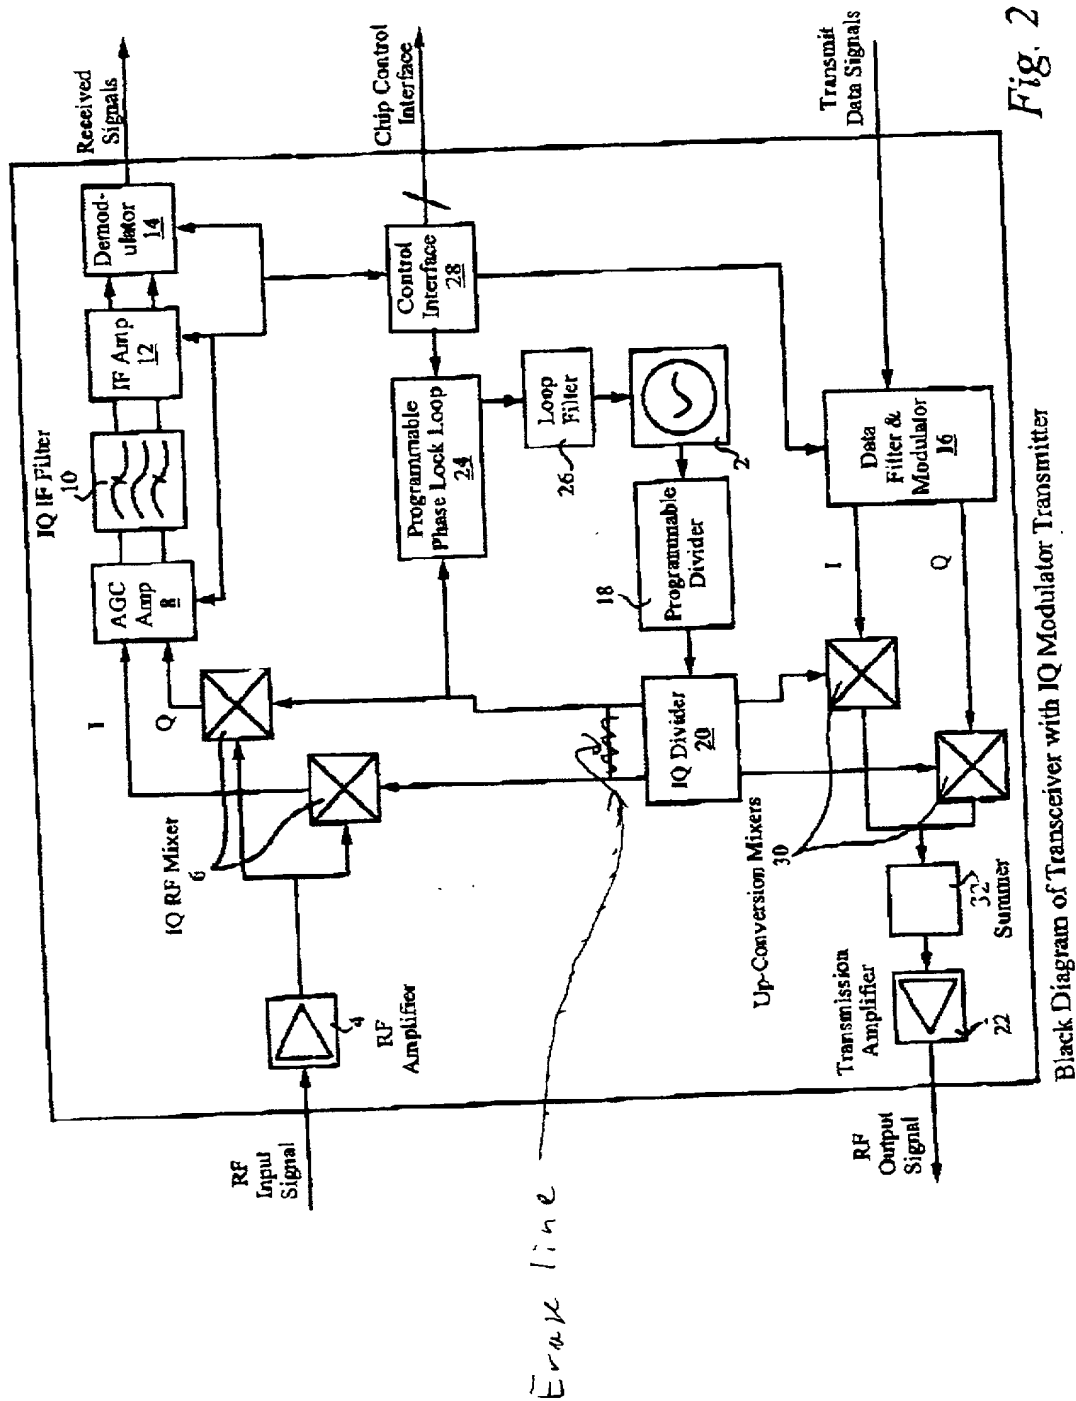 Received
Signals
Chip Control
Interface
Transmit
Data Signals
Fig. 2
Demod-
ulator
14
IF Amp
12
IQ IF Filter
10
AGC
Amp
8
I
Q
Control
Interface
28
Programmable
Phase Lock Loop
24
Loop
Filter
26
2
Programmable
Divider
18
IQ Divider
20
Data
Filter &
Modulator
16
I
Q
IQ RF Mixer
6
Up-Conversion Mixers
30
RF
Amplifier
4
32
Summer
Transmission
Amplifier
22
RF
Input
Signal
RF
Output
Signal
Erase line
Black Diagram of Transceiver with IQ Modulator Transmitter